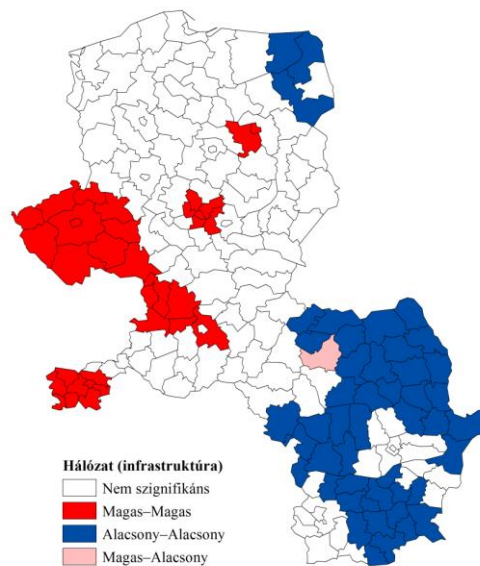 Hálózat (infrastruktúra)
Nem szignifikáns
Magas–Magas
Alacsony–Alacsony
Magas–Alacsony